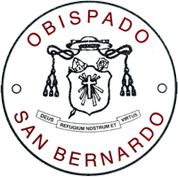 OBISPADO
DEUS REFUGIUM NOSTRUM ET VIRTUS
SAN BERNARDO